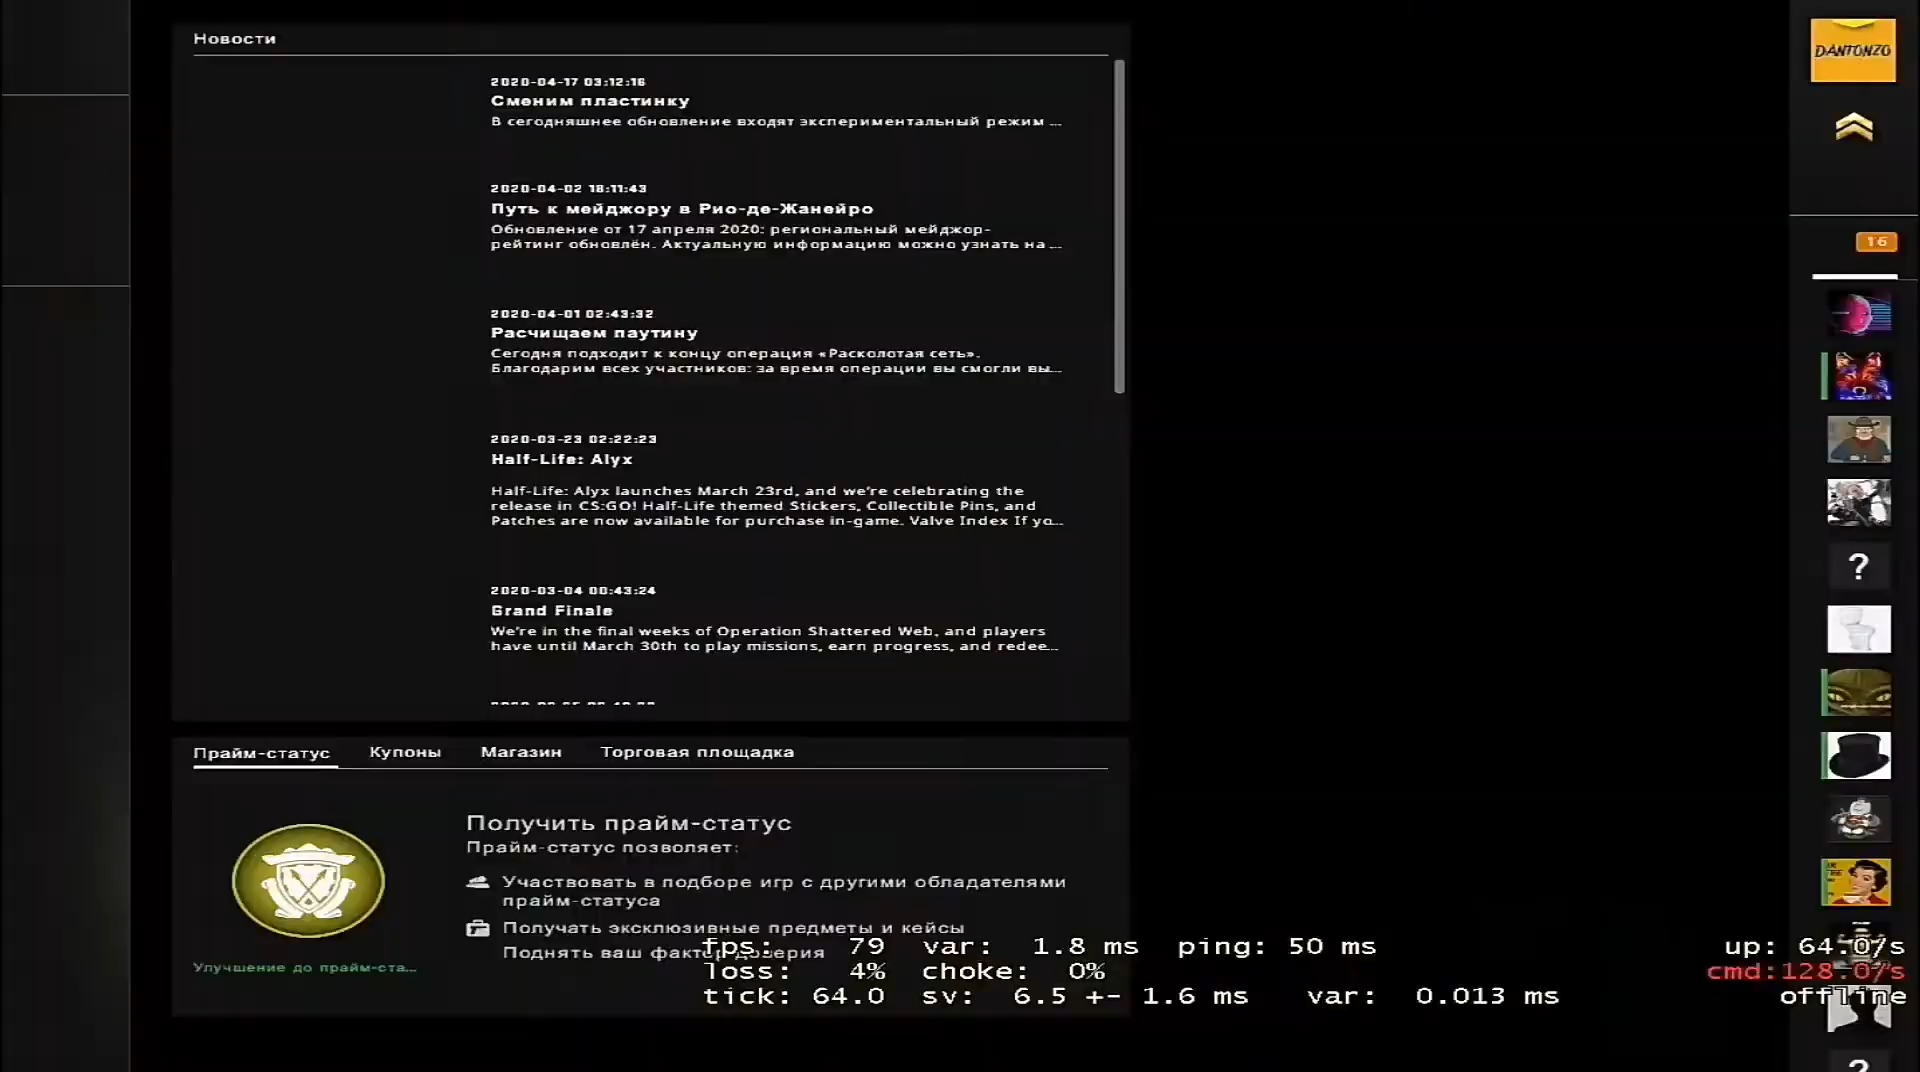 Новости
DANTONZO
2020-04-17 03:12:16
Сменим пластинку
В сегодняшнее обновление входят экспериментальный режим ...
2020-04-02 18:11:43
Путь к мейджору в Рио-де-Жанейро
Обновление от 17 апреля 2020: региональный мейджор-
рейтинг обновлён. Актуальную информацию можно узнать на ...
16
2020-04-01 02:43:32
Расчищаем паутину
Сегодня подходит к концу операция «Расколотая сеть».
Благодарим всех участников: за время операции вы смогли вы...
2020-03-23 02:22:23
Half-Life: Alyx
Half-Life: Alyx launches March 23rd, and we're celebrating the
release in CS:GO! Half-Life themed Stickers, Collectible Pins, and
Patches are now available for purchase in-game. Valve Index If yo...
?
2020-03-04 00:43:24
Grand Finale
We're in the final weeks of Operation Shattered Web, and players
have until March 30th to play missions, earn progress, and redee...
Прайм-статус Купоны Магазин Торговая площадка
Получить прайм-статус
Прайм-статус позволяет:
Участвовать в подборе игр с другими обладателями
прайм-статуса
Получать эксклюзивные предметы и кейсы
Поднять ваш фактор доверия
Улучшение до прайм-ста...
fps: 79 var: 1.8 ms ping: 50 ms
loss: 4% choke: 0%
tick: 64.0 sv: 6.5 +- 1.6 ms var: 0.013 ms
up: 64.0/s
cmd:128.0/s
offline
?